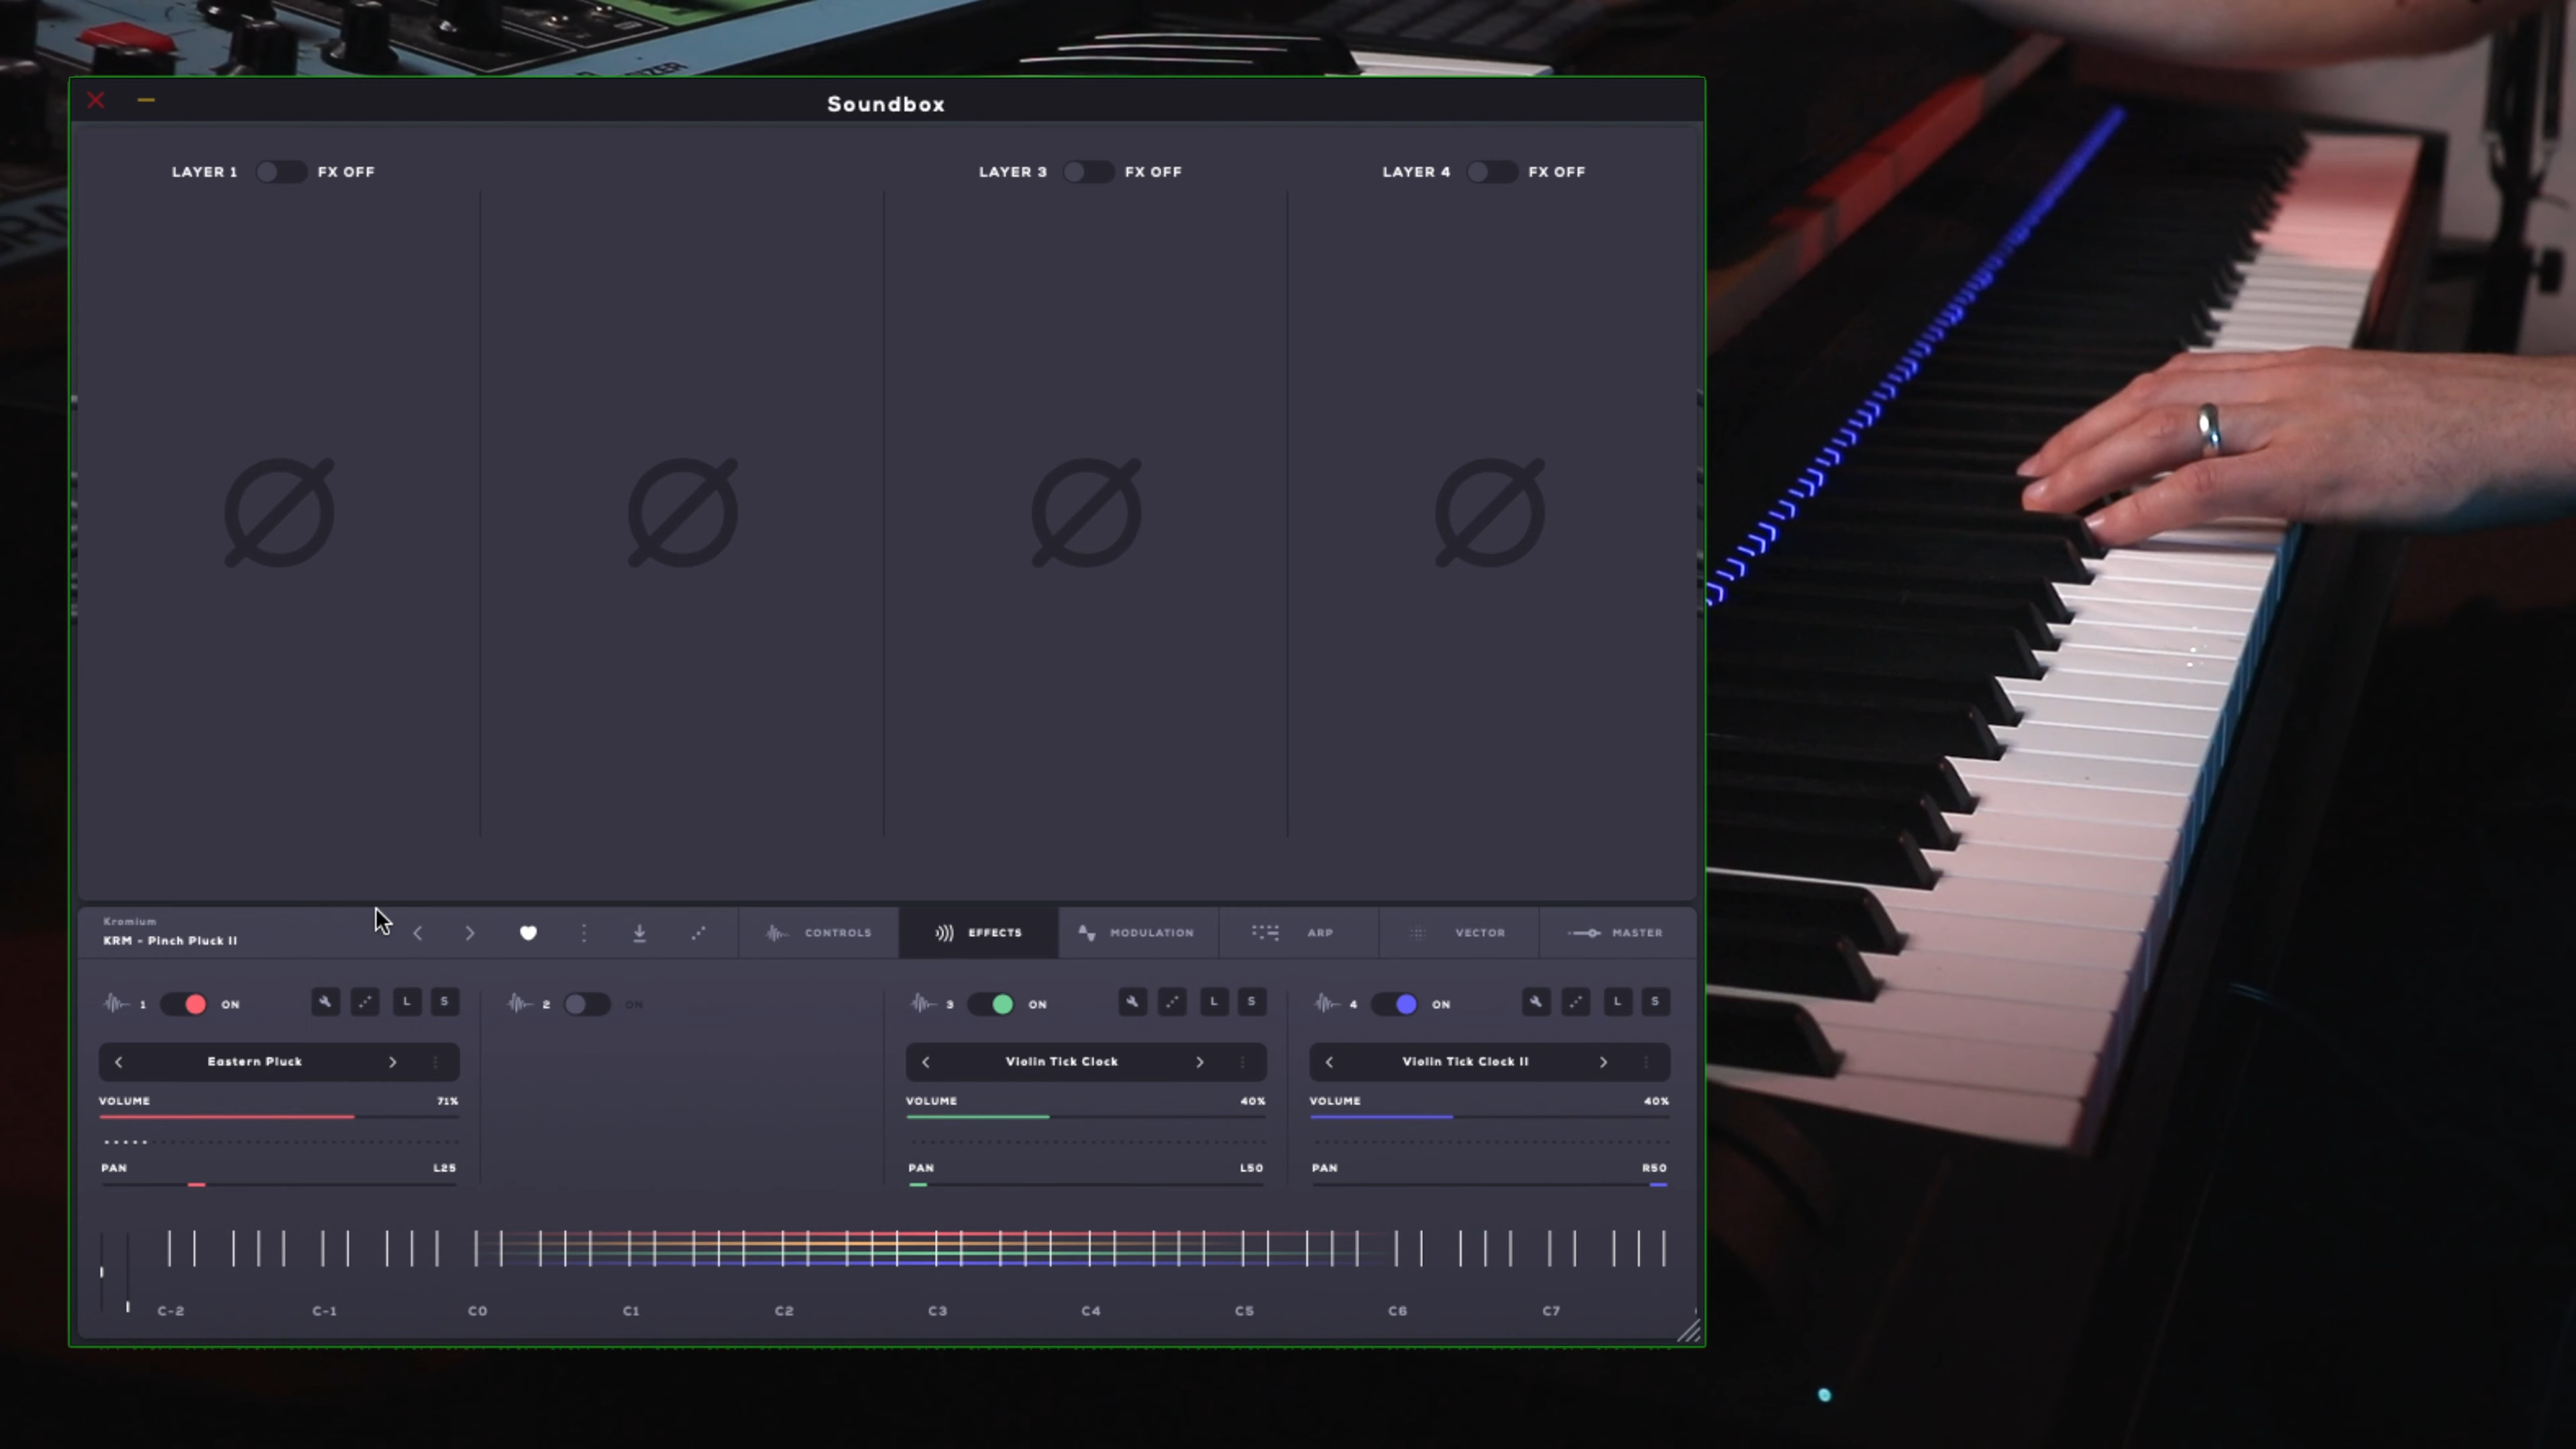 Soundbox
LAYER 1 FX OFF
LAYER 3 FX OFF
LAYER 4 FX OFF
Kromium
KRM - Pinch Pluck II
CONTROLS
EFFECTS
MODULATION
ARP
VECTOR
MASTER
1 ON L S
2 ON
3 ON L S
4 ON L S
Eastern Pluck
Violin Tick Clock
Violin Tick Clock II
VOLUME 71%
VOLUME 40%
VOLUME 40%
PAN L25
PAN L50
PAN R50
C-2 C-1 C0 C1 C2 C3 C4 C5 C6 C7